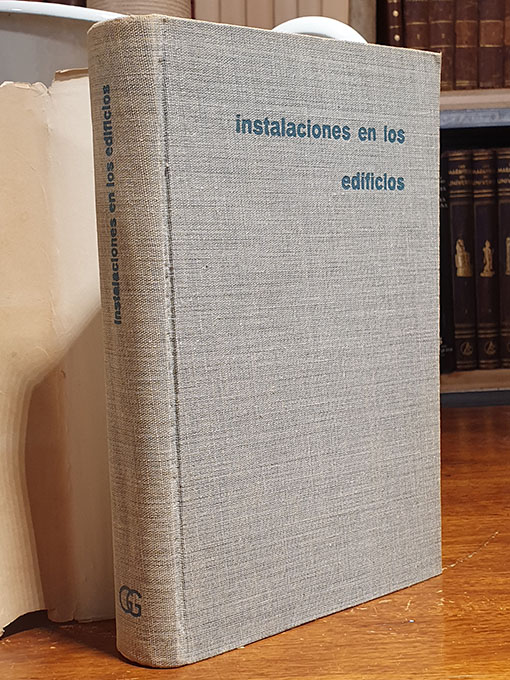 instalaciones en los
edificios
instalaciones en los edificios
GG